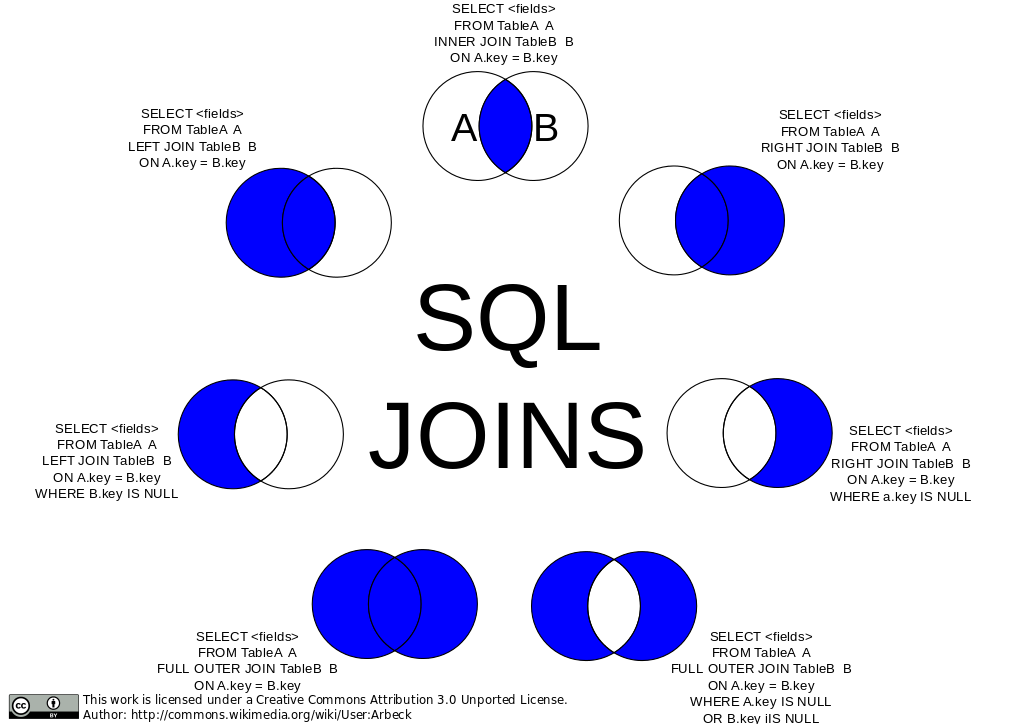 SELECT <fields>
FROM TableA A
INNER JOIN TableB B
ON A.key = B.key
A B
SELECT <fields>
FROM TableA A
LEFT JOIN TableB B
ON A.key = B.key
SELECT <fields>
FROM TableA A
RIGHT JOIN TableB B
ON A.key = B.key
SQL
JOINS
SELECT <fields>
FROM TableA A
LEFT JOIN TableB B
ON A.key = B.key
WHERE B.key IS NULL
SELECT <fields>
FROM TableA A
RIGHT JOIN TableB B
ON A.key = B.key
WHERE a.key IS NULL
SELECT <fields>
FROM TableA A
FULL OUTER JOIN TableB B
ON A.key = B.key
SELECT <fields>
FROM TableA A
FULL OUTER JOIN TableB B
ON A.key = B.key
WHERE A.key IS NULL
OR B.key iIS NULL
cc BY
This work is licensed under a Creative Commons Attribution 3.0 Unported License.
Author: http://commons.wikimedia.org/wiki/User:Arbeck